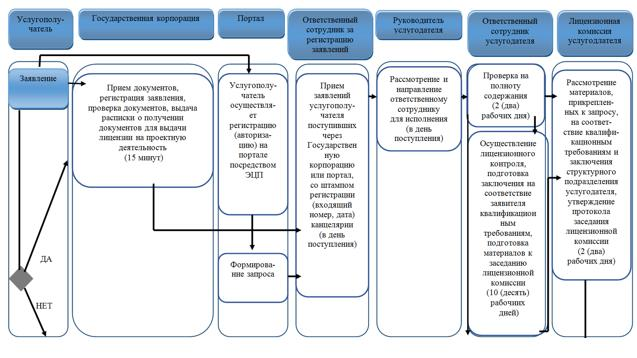 Услугополу-
чатель
Государственная корпорация
Портал
Ответственный
сотрудник за
регистрацию
заявлений
Руководитель
услугодателя
Ответственный
сотрудник
услугодателя
Лицензионная
комиссия
услугодателя
Заявление
Прием документов,
регистрация заявления,
проверка документов, выдача
расписки о получении
документов для выдачи
лицензии на проектную
деятельность
(15 минут)
Услугополу-
чатель
осуществля-
ет
регистрацию
(авториза-
цию) на
портале
посредством
ЭЦП
Формирова-
ние запроса
Прием
заявлений
услугополу-
чателя
поступивших
через
Государствен
ную
корпорацию
или портал,
со штампом
регистрации
(входящий
номер, дата)
канцелярии
(в день
поступления)
Рассмотрение и
направление
ответственному
сотруднику
для исполнения
(в день
поступления)
Проверка на
полноту
содержания
(2 (два)
рабочих дня)
Осуществление
лицензионного
контроля,
подготовка
заключения на
соответствие
заявителя
квалификацион
ным
требованиям,
подготовка
материалов к
заседанию
лицензионной
комиссии
(10 (десять)
рабочих
дней)
Рассмотрение
материалов,
прикреплен-
ных к запросу,
на соответ-
ствие квалифи-
кационным
требованиям и
заключения
структурного
подразделения
услугодателя,
утверждение
протокола
заседания
лицензионной
комиссии
(2 (два)
рабочих дня)
ДА
НЕТ